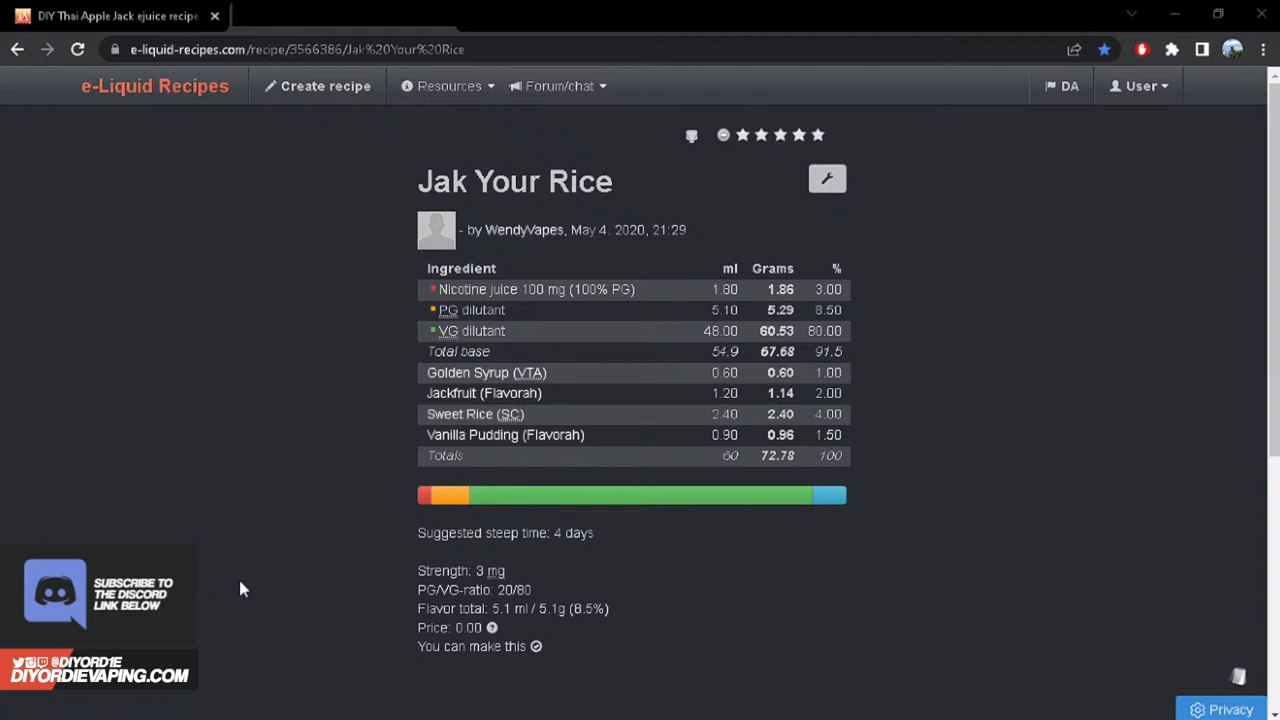 DIY Thai Apple Jack ejuice recipe
e-liquid-recipes.com/recipe/3566386/Jak%20Your%20Rice
e-Liquid Recipes Create recipe Resources Forum/chat DA User
Jak Your Rice
- by WendyVapes, May 4. 2020, 21:29
Ingredient ml Grams %
Nicotine juice 100 mg (100% PG) 1.80 1.86 3.00
PG dilutant 5.10 5.29 8.50
VG dilutant 48.00 60.53 80.00
Total base 54.9 67.68 91.5
Golden Syrup (VTA) 0.60 0.60 1.00
Jackfruit (Flavorah) 1.20 1.14 2.00
Sweet Rice (SC) 2.40 2.40 4.00
Vanilla Pudding (Flavorah) 0.90 0.96 1.50
Totals 60 72.78 100
Suggested steep time: 4 days
Strength: 3 mg
PG/VG-ratio: 20/80
Flavor total: 5.1 ml / 5.1g (8.5%)
Price: 0.00
You can make this
SUBSCRIBE TO
THE DISCORD
LINK BELOW
@DIYORD1E
DIYORDIEVAPING.COM
Privacy